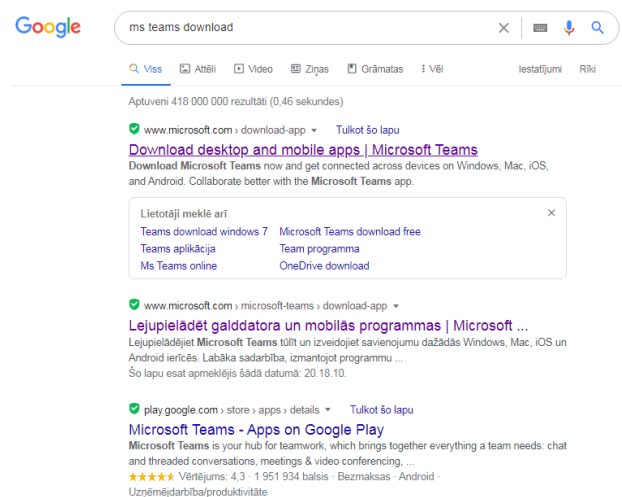 Google
ms teams download
Viss Attēli Video Ziņas Grāmatas Vēl Iestatījumi Rīki
Aptuveni 418 000 000 rezultāti (0,46 sekundes)
www.microsoft.com › download-app Tulkot šo lapu
Download desktop and mobile apps | Microsoft Teams
Download Microsoft Teams now and get connected across devices on Windows, Mac, iOS,
and Android. Collaborate better with the Microsoft Teams app.
Lietotāji meklē arī
Teams download windows 7 Microsoft Teams download free
Teams aplikācija Team programma
Ms Teams online OneDrive download
www.microsoft.com › microsoft-teams › download-app
Lejupielādēt galddatora un mobilās programmas | Microsoft ...
Lejupielādējiet Microsoft Teams tūlīt un izveidojiet savienojumu dažādās Windows, Mac, iOS un
Android ierīcēs. Labāka sadarbība, izmantojot programmu ...
Šo lapu esat apmeklējis šādā datumā: 20.18.10.
play.google.com › store › apps › details Tulkot šo lapu
Microsoft Teams - Apps on Google Play
Microsoft Teams is your hub for teamwork, which brings together everything a team needs: chat
and threaded conversations, meetings & video conferencing, ...
Vērtējums: 4,3 · 1 951 934 balsis · Bezmaksas · Android ·
Uzņēmējdarbība/produktivitāte